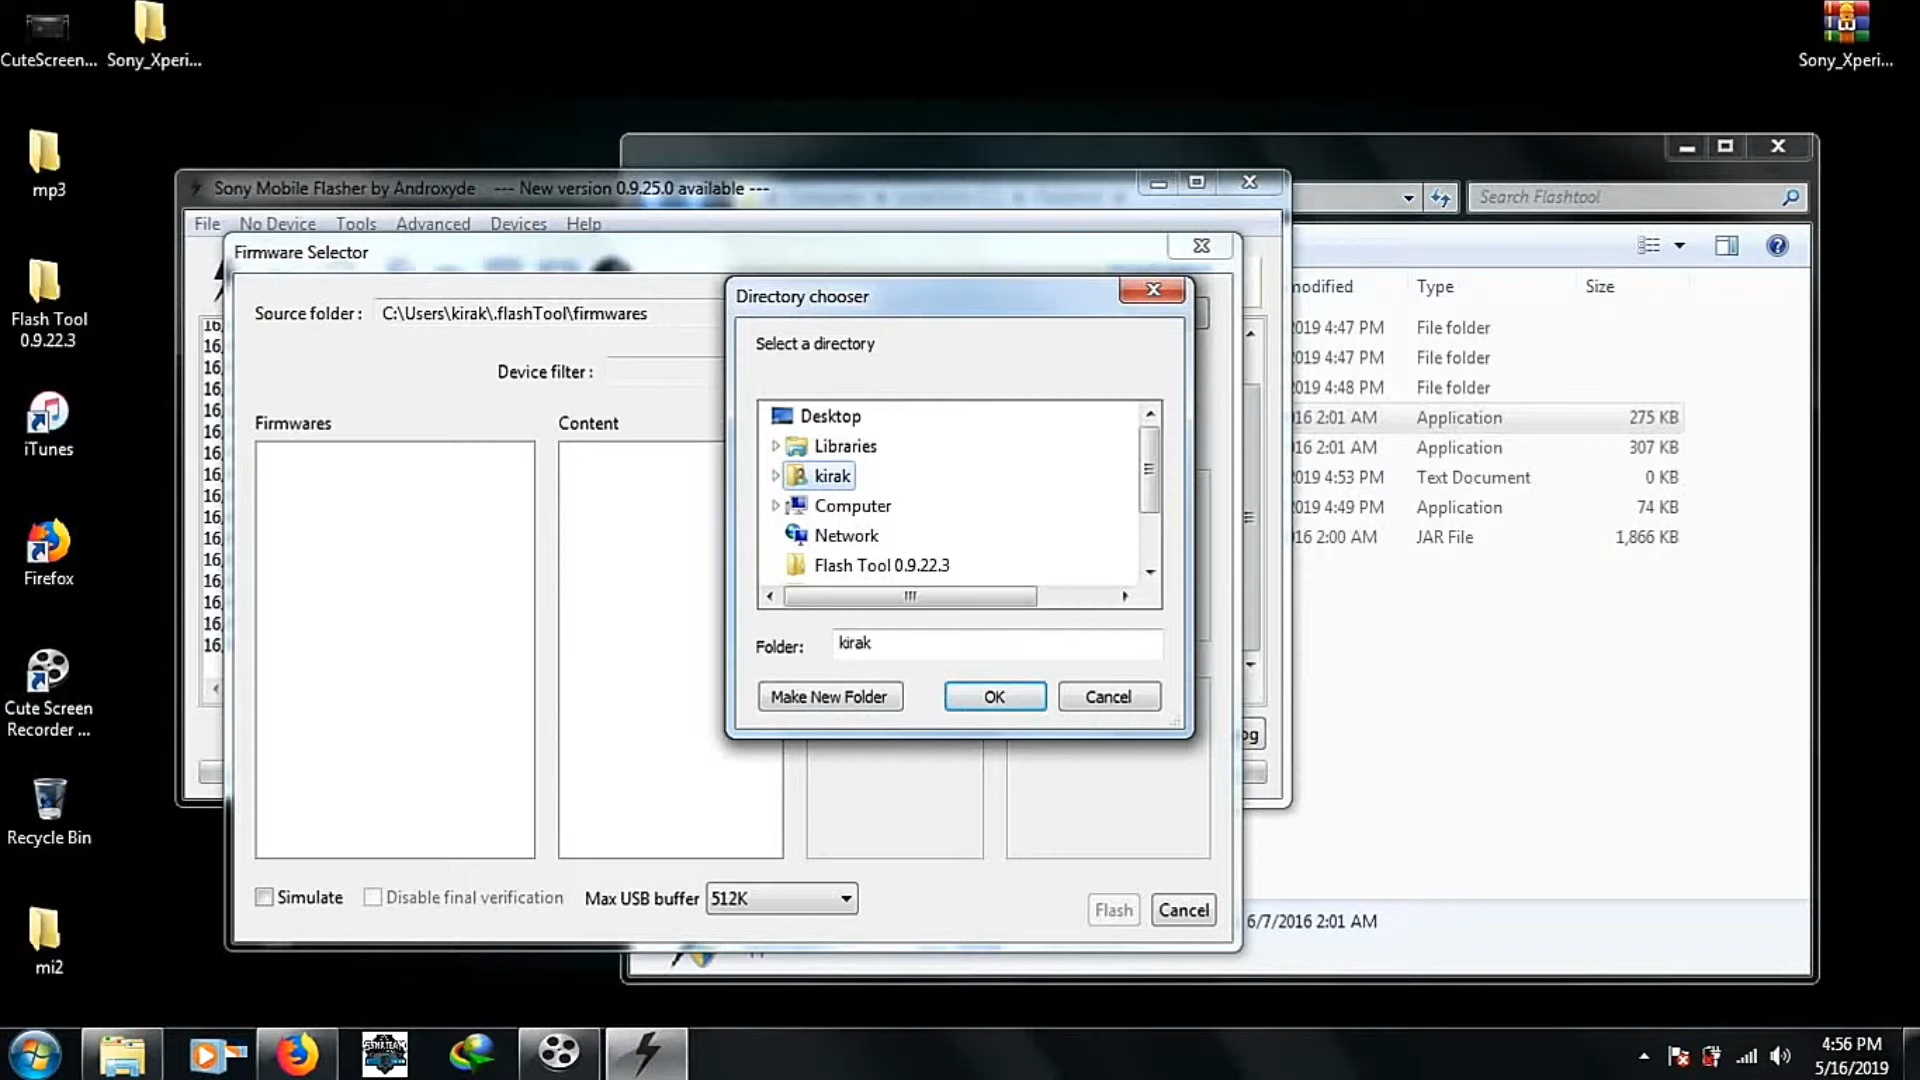 CuteScreen...
Sony_Xperi...
Sony_Xperi...
mp3
Flash Tool
0.9.22.3
iTunes
Firefox
Cute Screen
Recorder ...
Recycle Bin
mi2
Search Flashtool
Sony Mobile Flasher by Androxyde --- New version 0.9.25.0 available ---
File No Device Tools Advanced Devices Help
Firmware Selector
Source folder : C:\Users\kirak\.flashTool\firmwares
Device filter :
Firmwares
Content
Directory chooser
Select a directory
Desktop
Libraries
kirak
Computer
Network
Flash Tool 0.9.22.3
Folder: kirak
Make New Folder OK Cancel
Simulate Disable final verification Max USB buffer 512K
Flash Cancel
Type Size
2019 4:47 PM File folder
2019 4:47 PM File folder
2019 4:48 PM File folder
16 2:01 AM Application 275 KB
16 2:01 AM Application 307 KB
2019 4:53 PM Text Document 0 KB
2019 4:49 PM Application 74 KB
16 2:00 AM JAR File 1,866 KB
6/7/2016 2:01 AM
4:56 PM
5/16/2019